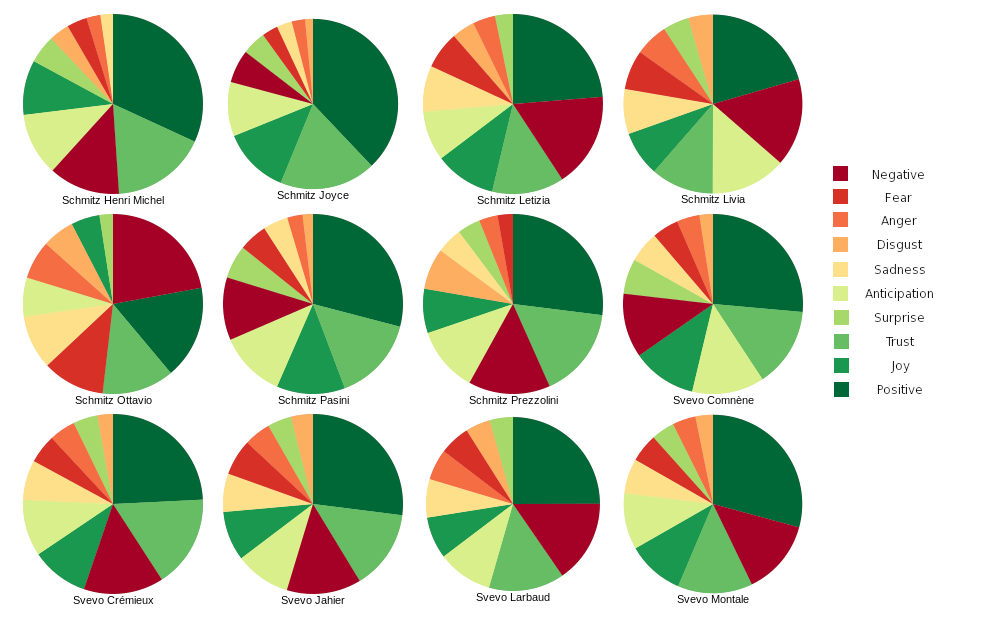 Schmitz Henri Michel
Schmitz Joyce
Schmitz Letizia
Schmitz Livia
Schmitz Ottavio
Schmitz Pasini
Schmitz Prezzolini
Svevo Comnène
Svevo Crémieux
Svevo Jahier
Svevo Larbaud
Svevo Montale
Negative
Fear
Anger
Disgust
Sadness
Anticipation
Surprise
Trust
Joy
Positive